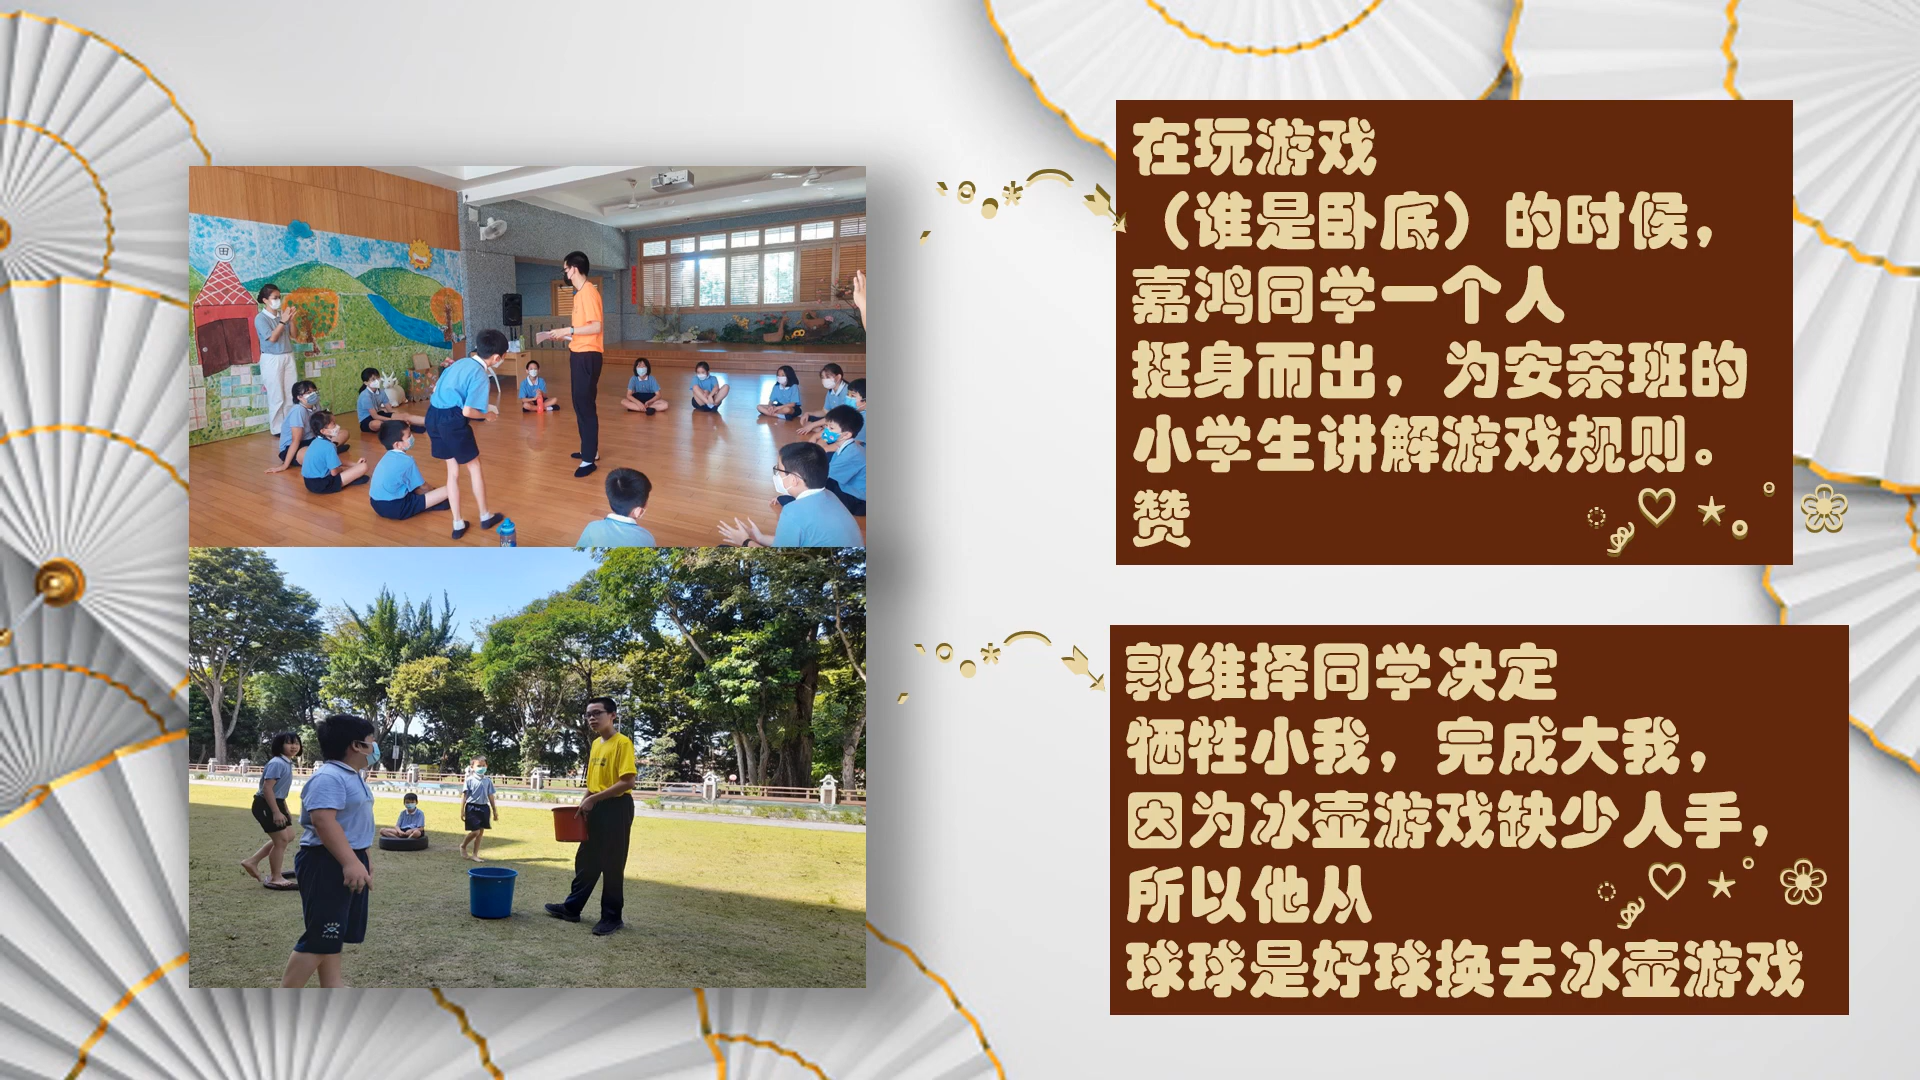 在玩游戏
（谁是卧底）的时候，
嘉鸿同学一个人
挺身而出，为安亲班的
小学生讲解游戏规则。
赞
郭维择同学决定
牺牲小我，完成大我，
因为冰壶游戏缺少人手，
所以他从
球球是好球换去冰壶游戏
田